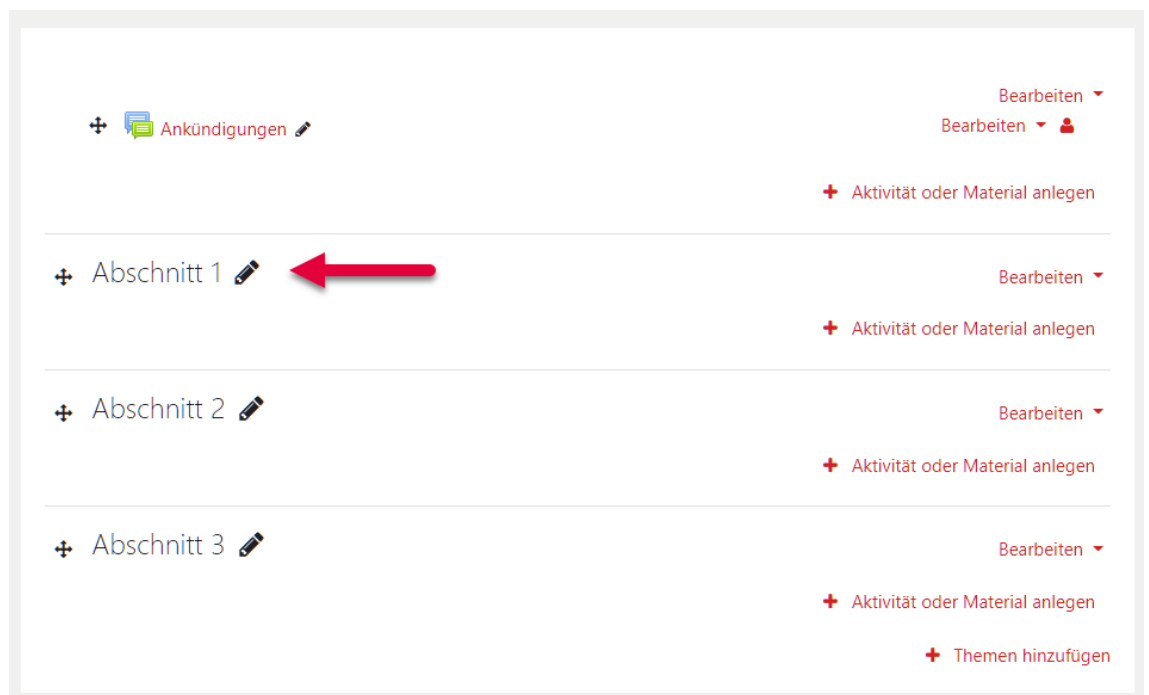 Bearbeiten
Ankündigungen
Bearbeiten
Aktivität oder Material anlegen
Abschnitt 1
Bearbeiten
Aktivität oder Material anlegen
Abschnitt 2
Bearbeiten
Aktivität oder Material anlegen
Abschnitt 3
Bearbeiten
Aktivität oder Material anlegen
Themen hinzufügen